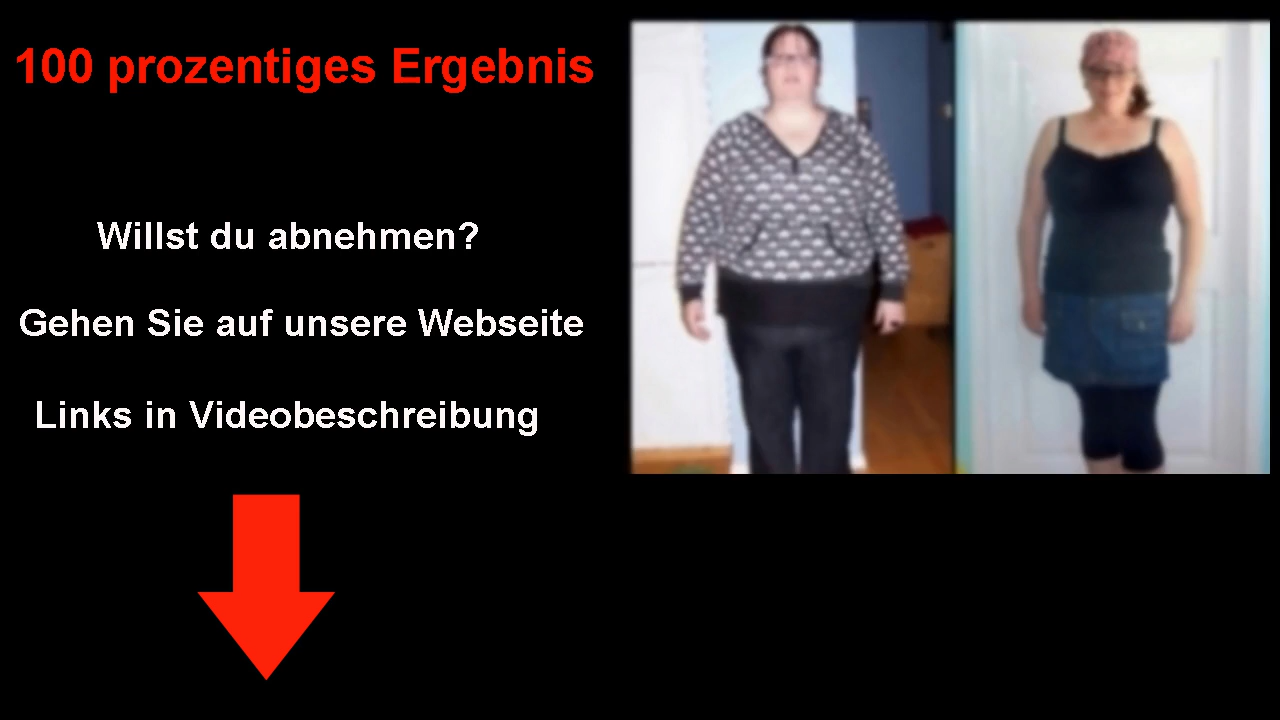 100 prozentiges Ergebnis
Willst du abnehmen?
Gehen Sie auf unsere Webseite
Links in Videobeschreibung